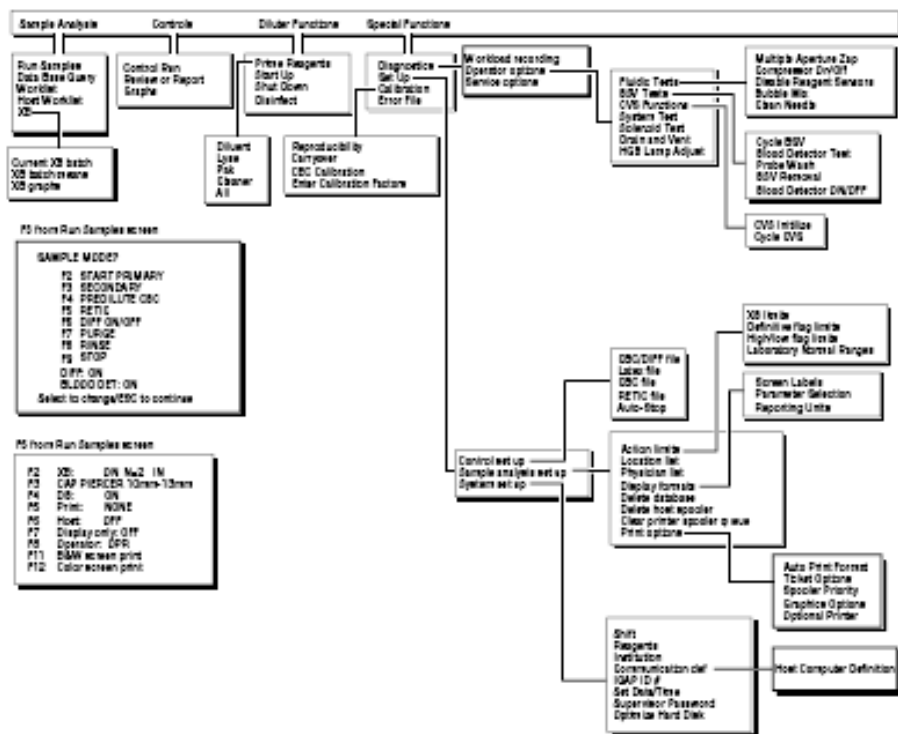 Sample Analysis
Controls
Diluter Functions
Special Functions
Run Samples
Data Base Query
Worklist
Host Worklist
XB
Control Run
Review or Report
Graphs
Prime Reagents
Start Up
Shut Down
Disinfect
Diagnostics
Set Up
Calibration
Error File
Workload recording
Operator options
Service options
Fluidic Tests
BSV Tests
CVS Functions
System Test
Solenoid Test
Drain and Vent
HGB Lamp Adjust
Multiple Aperture Zap
Compressor On/Off
Disable Reagent Sensors
Bubble Mix
Clean Needle
Current XB batch
XB batch means
XB graphs
Diluent
Lyse
Pak
Cleaner
All
Reproducibility
Carryover
CBC Calibration
Enter Calibration Factors
Cycle BSV
Blood Detector Test
Probe Wash
BSV Removal
Blood Detector ON/OFF
CVS Initilize
Cycle CVS
F3 from Run Samples screen
SAMPLE MODE?
F2 START PRIMARY
F3 SECONDARY
F4 PREDILUTE CBC
F5 RETIC
F6 DIFF ON/OFF
F7 PURGE
F8 RINSE
F9 STOP
DIFF: ON
BLOOD DET: ON
Select to change/ESC to continue
XB limits
Definitive flag limits
High/low flag limits
Laboratory Normal Ranges
CBC/DIFF file
Latex file
CBC file
RETIC file
Auto-Stop
Screen Labels
Parameter Selection
Reporting Units
Control set up
Sample analysis set up
System set up
Action limits
Location list
Physician list
Display formats
Delete database
Delete host spooler
Clear printer spooler queue
Print options
from Run Samples screen
F2 XB: ON N=2 IN
F3 CAP PIERCER 10mm-13mm
F4 DB: ON
F5 Print: NONE
F6 Host: OFF
F7 Display only: OFF
F8 Operator: OPR
F11 B&W screen print
F12 Color screen print
Auto Print Format
Ticket Options
Spooler Priority
Graphics Options
Optional Printer
Shift
Reagents
Institution
Communication def
IQAP ID #
Set Date/Time
Supervisor Password
Optimize Hard Disk
Host Computer Definition